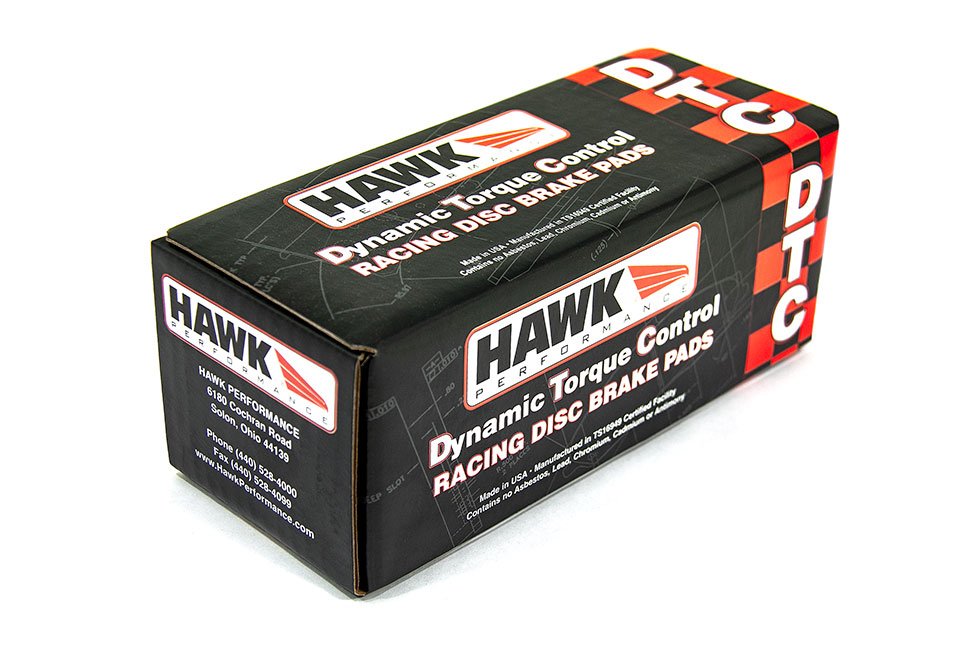 DTC
HAWK
PERFORMANCE
Dynamic Torque Control
RACING DISC BRAKE PADS
Made in USA • Manufactured in TS16949 Certified Facility
Contains no Asbestos, Lead, Chromium, Cadmium or Antimony
DTC
HAWK
PERFORMANCE
Dynamic Torque Control
RACING DISC BRAKE PADS
Made in USA • Manufactured in TS16949 Certified Facility
Contains no Asbestos, Lead, Chromium, Cadmium or Antimony
HAWK
PERFORMANCE
HAWK PERFORMANCE
6180 Cochran Road
Solon, Ohio 44139
Phone (440) 528-4000
Fax (440) 528-4099
www.HawkPerformance.com